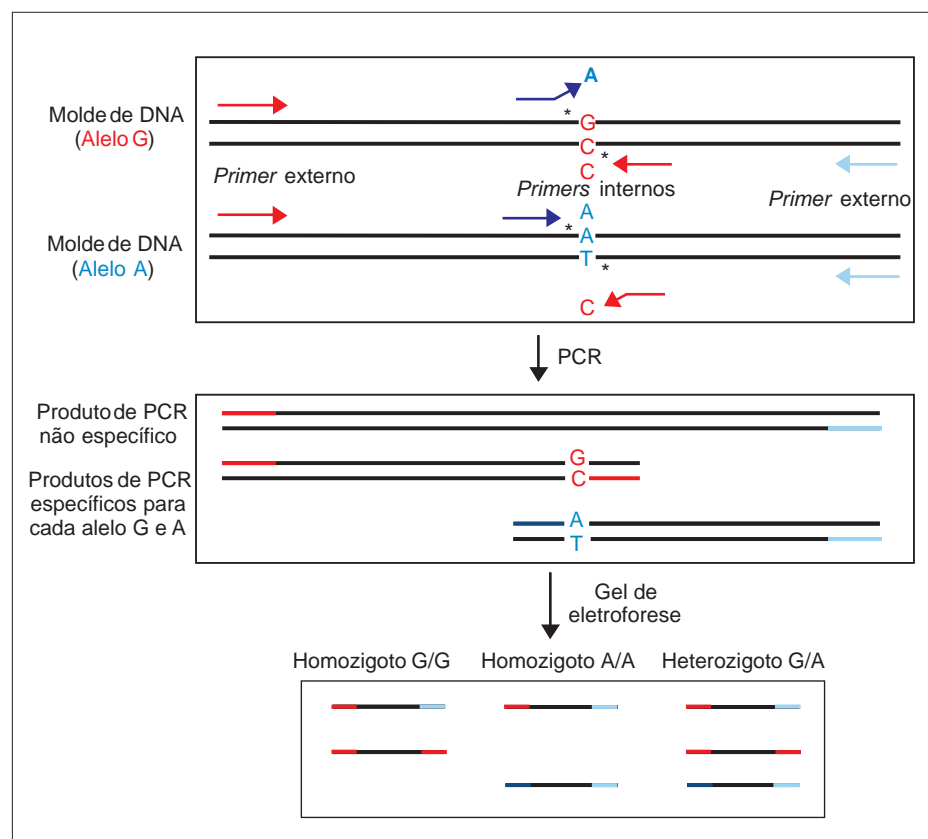 A
*
Molde de DNA
(Alelo G)
G
C
*
C
Primer externo
Primers internos
Primer externo
A
*
Molde de DNA
(Alelo A)
A
T
*
C
PCR
Produto de PCR
não específico
Produtos de PCR
específicos para
cada alelo G e A
G
C
A
T
Gel de
eletroforese
Homozigoto G/G Homozigoto A/A Heterozigoto G/A